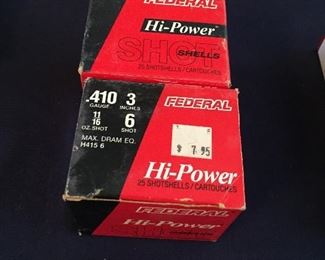 FEDERAL
Hi-Power
SHOT
SHELLS
25 SHOTSHELLS / CARTOUCHES
.410 3
GAUGE INCHES
11/16 6
OZ. SHOT SHOT
MAX. DRAM EQ.
H415 6
FEDERAL
$ 7.95
Hi-Power
25 SHOTSHELLS / CARTOUCHES
FEDERAL
Hi-Power